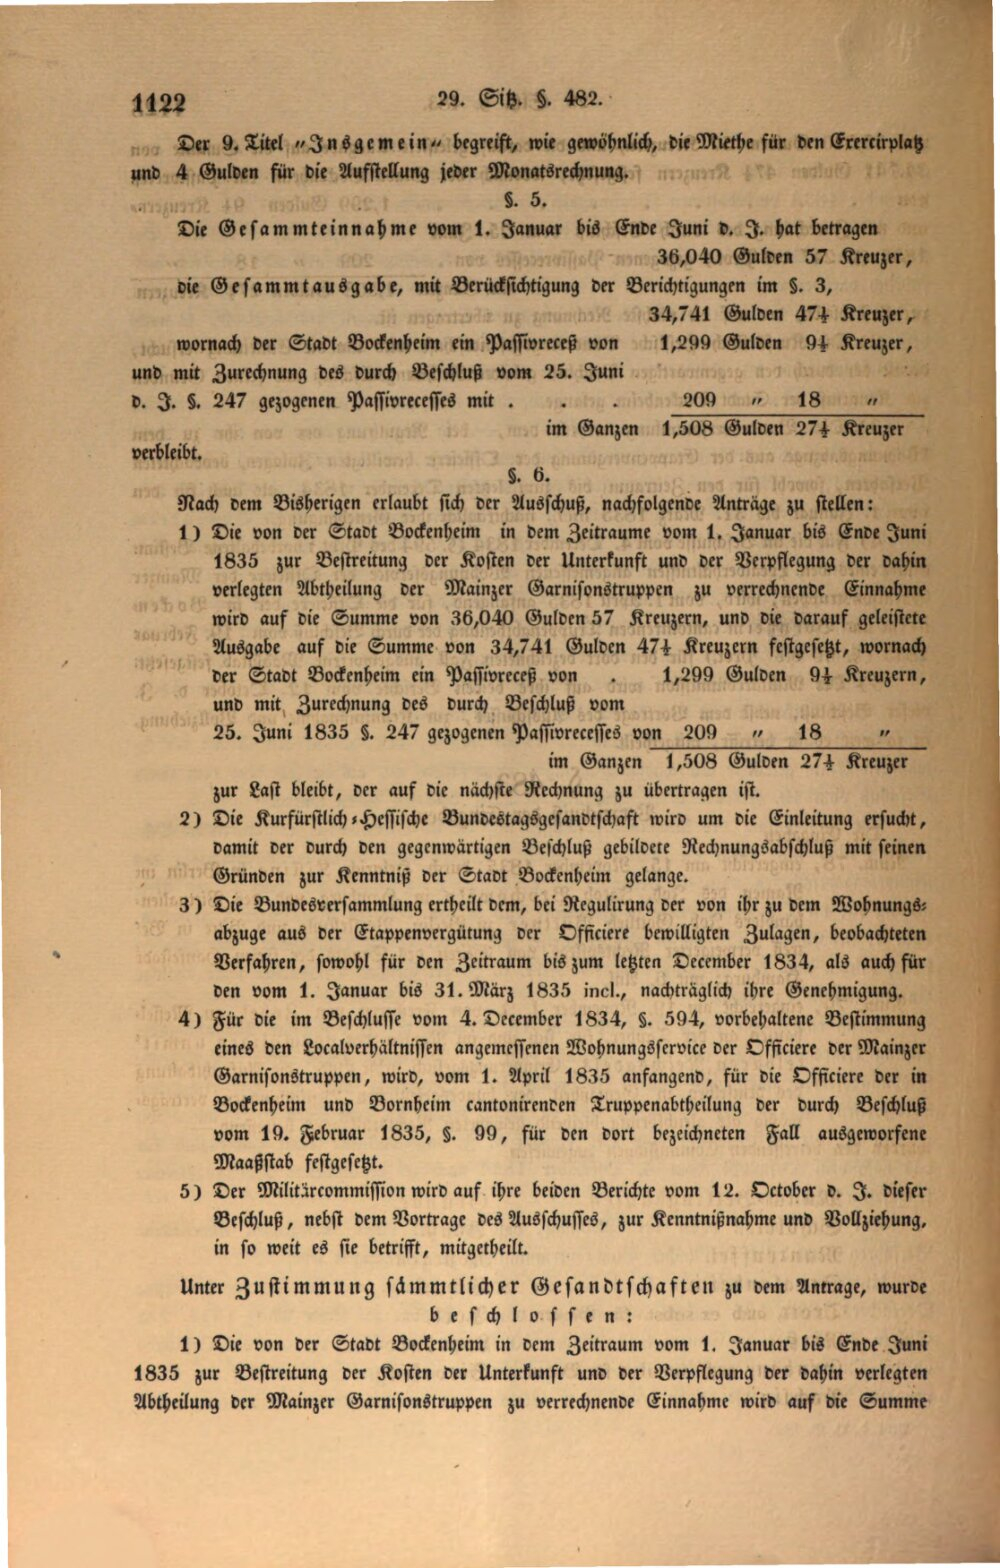 1122
29. Sitz. §. 482.
Der 9. Titel „Insgemein" begreift, wie gewöhnlich, die Miethe für den Exercirplatz
und 4 Gulden für die Aufstellung jeder Monatsrechnung.
§. 5.
Die Gesammteinnahme vom 1. Januar bis Ende Juni d. J. hat betragen
36,040 Gulden 57 Kreuzer,
die Gesammtausgabe, mit Berücksichtigung der Berichtigungen im §. 3,
34,741 Gulden 47½ Kreuzer,
wornach der Stadt Bockenheim ein Passivreceß von 1,299 Gulden 9½ Kreuzer,
und mit Zurechnung des durch Beschluß vom 25. Juni
d. J. §. 247 gezogenen Passivrecesses mit . . . 209 „ 18 „
im Ganzen 1,508 Gulden 27½ Kreuzer
verbleibt.
§. 6.
Nach dem Bisherigen erlaubt sich der Ausschuß, nachfolgende Anträge zu stellen:
1) Die von der Stadt Bockenheim in dem Zeitraume vom 1. Januar bis Ende Juni
1835 zur Bestreitung der Kosten der Unterkunft und der Verpflegung der dahin
verlegten Abtheilung der Mainzer Garnisonstruppen zu verrechnende Einnahme
wird auf die Summe von 36,040 Gulden 57 Kreuzern, und die darauf geleistete
Ausgabe auf die Summe von 34,741 Gulden 47½ Kreuzern festgesetzt, wornach
der Stadt Bockenheim ein Passivreceß von . 1,299 Gulden 9½ Kreuzern,
und mit Zurechnung des durch Beschluß vom
25. Juni 1835 §. 247 gezogenen Passivrecesses von 209 „ 18 „
im Ganzen 1,508 Gulden 27½ Kreuzer
zur Last bleibt, der auf die nächste Rechnung zu übertragen ist.
2) Die Kurfürstlich-Hessische Bundestagsgesandtschaft wird um die Einleitung ersucht,
damit der durch den gegenwärtigen Beschluß gebildete Rechnungsabschluß mit seinen
Gründen zur Kenntniß der Stadt Bockenheim gelange.
3) Die Bundesversammlung ertheilt dem, bei Regulirung der von ihr zu dem Wohnungs-
abzuge aus der Etappenvergütung der Officiere bewilligten Zulagen, beobachteten
Verfahren, sowohl für den Zeitraum bis zum letzten December 1834, als auch für
den vom 1. Januar bis 31. März 1835 incl., nachträglich ihre Genehmigung.
4) Für die im Beschlusse vom 4. December 1834, §. 594, vorbehaltene Bestimmung
eines den Localverhältnissen angemessenen Wohnungsservice der Officiere der Mainzer
Garnisonstruppen, wird, vom 1. April 1835 anfangend, für die Officiere der in
Bockenheim und Bornheim cantonirenden Truppenabtheilung der durch Beschluß
vom 19. Februar 1835, §. 99, für den dort bezeichneten Fall ausgeworfene
Maaßstab festgesetzt.
5) Der Militärcommission wird auf ihre beiden Berichte vom 12. October d. J. dieser
Beschluß, nebst dem Vortrage des Ausschusses, zur Kenntnißnahme und Vollziehung,
in so weit es sie betrifft, mitgetheilt.
Unter Zustimmung sämmtlicher Gesandtschaften zu dem Antrage, wurde
beschlossen:
1) Die von der Stadt Bockenheim in dem Zeitraum vom 1. Januar bis Ende Juni
1835 zur Bestreitung der Kosten der Unterkunft und der Verpflegung der dahin verlegten
Abtheilung der Mainzer Garnisonstruppen zu verrechnende Einnahme wird auf die Summe